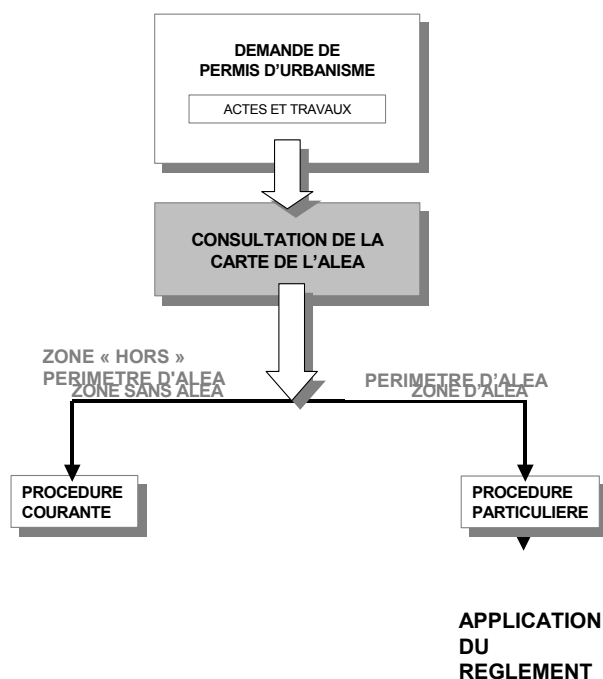 DEMANDE DE
PERMIS D'URBANISME
ACTES ET TRAVAUX
CONSULTATION DE LA
CARTE DE L'ALEA
ZONE « HORS »
PERIMETRE D'ALEA
ZONE SANS ALEA
PERIMETRE D'ALEA
ZONE D'ALEA
PROCEDURE
COURANTE
PROCEDURE
PARTICULIERE
APPLICATION
DU
REGLEMENT